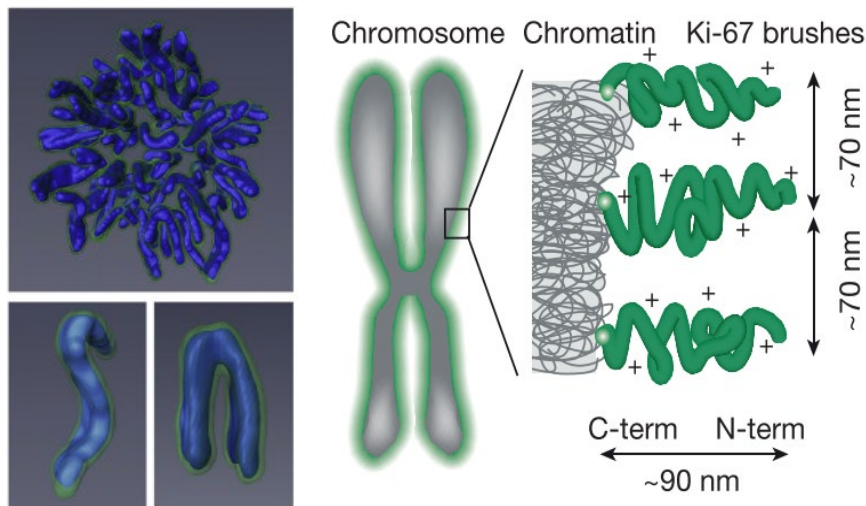 Chromosome
Chromatin
Ki-67 brushes
+ +
+ +
~70 nm
+ + +
+
~70 nm
+ +
+ +
C-term N-term
~90 nm